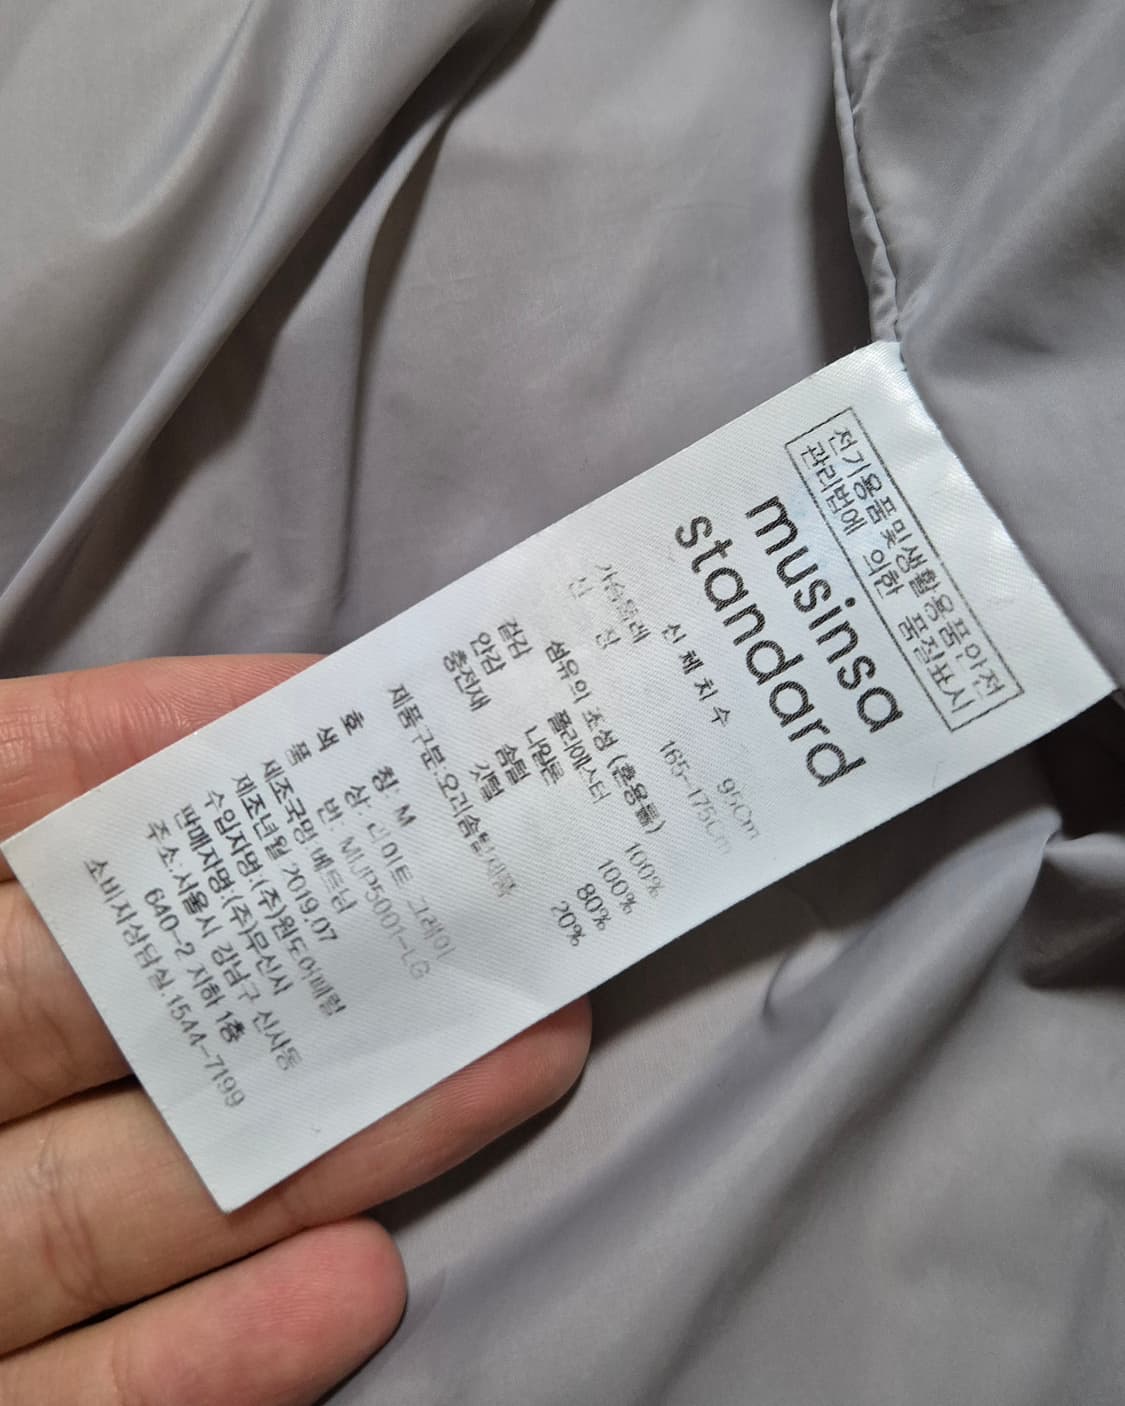 전기용품및생활용품안전
관리법에 의한 품질표시
musinsa
standard
신체치수
가슴둘레 95cm
신 장 165-175cm
섬유의 조성 (혼용률)
겉감 폴리에스터 100%
안감 나일론 100%
충전재 솜털 80%
깃털 20%
제품구분:오리솜털제품
호 칭: M
색 상: 라이트 그레이
품 번: MJP5001-LG
제조국명:베트남
제조년월 2019.07
수입자명:(주)원도어패럴
판매자명:(주)무신사
주소:서울시 강남구 신사동
640-2 지하 1층
소비자상담실.1544-7199